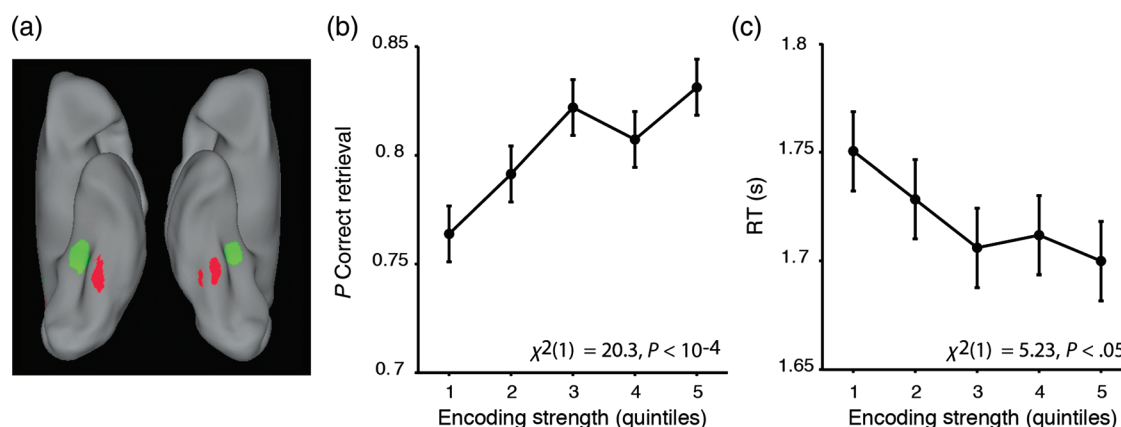 (a)
(b)
P Correct retrieval
0.85
0.8
0.75
0.7
χ2(1) = 20.3, P < 10-4
1 2 3 4 5
Encoding strength (quintiles)
(c)
RT (s)
1.8
1.75
1.7
1.65
χ2(1) = 5.23, P <.05
1 2 3 4 5
Encoding strength (quintiles)